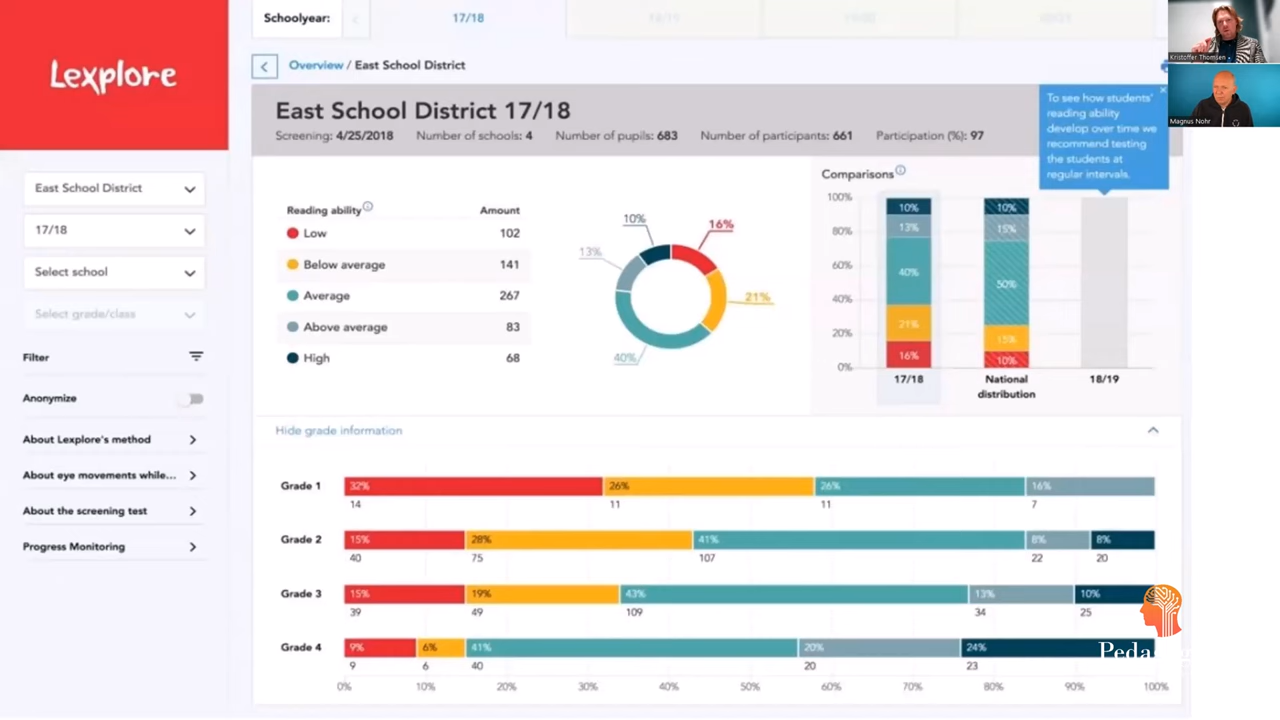 Schoolyear:
17/18
Kristoffer Thomsen
Magnus Nohr
Lexplore
Overview / East School District
East School District 17/18
Screening: 4/25/2018 Number of schools: 4 Number of pupils: 683 Number of participants: 661 Participation (%): 97
To see how students'
reading ability
develop over time we
recommend testing
the students at
regular intervals.
East School District
17/18
Select school
Select grade/class
Filter
Anonymize
About Lexplore's method
About eye movements while...
About the screening test
Progress Monitoring
Reading ability Amount
Low 102
Below average 141
Average 267
Above average 83
High 68
10%
16%
13%
21%
40%
Comparisons
100%
80%
60%
40%
20%
0%
10%
13%
40%
21%
16%
10%
15%
50%
15%
10%
17/18
National
distribution
18/19
Hide grade information
Grade 1 32% 26% 26% 16%
14 11 11 7
Grade 2 15% 28% 41% 8% 8%
40 75 107 22 20
Grade 3 15% 19% 43% 13% 10%
39 49 109 34 25
Grade 4 9% 6% 41% 20% 24%
9 6 40 20 23
0% 10% 20% 30% 40% 50% 60% 70% 80% 90% 100%